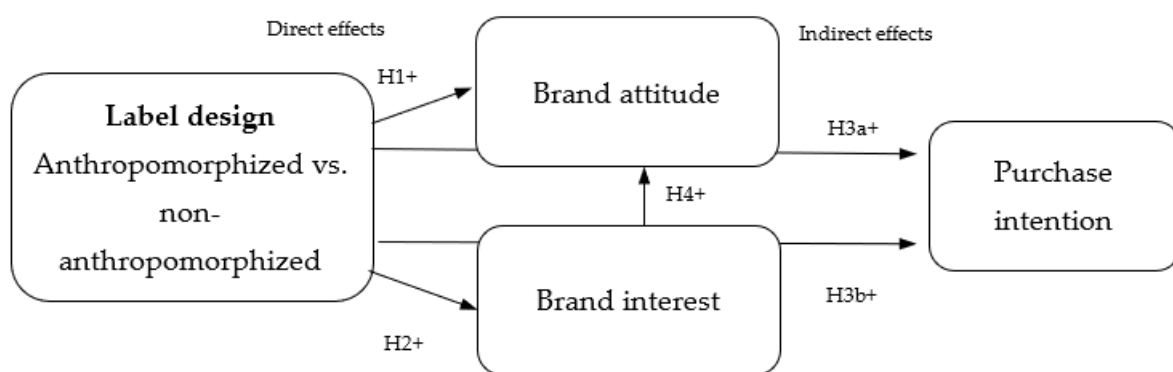 Direct effects
Indirect effects
H1+
Brand attitude
Label design
Anthropomorphized vs.
non-
anthropomorphized
H3a+
Purchase
intention
H4+
Brand interest
H3b+
H2+